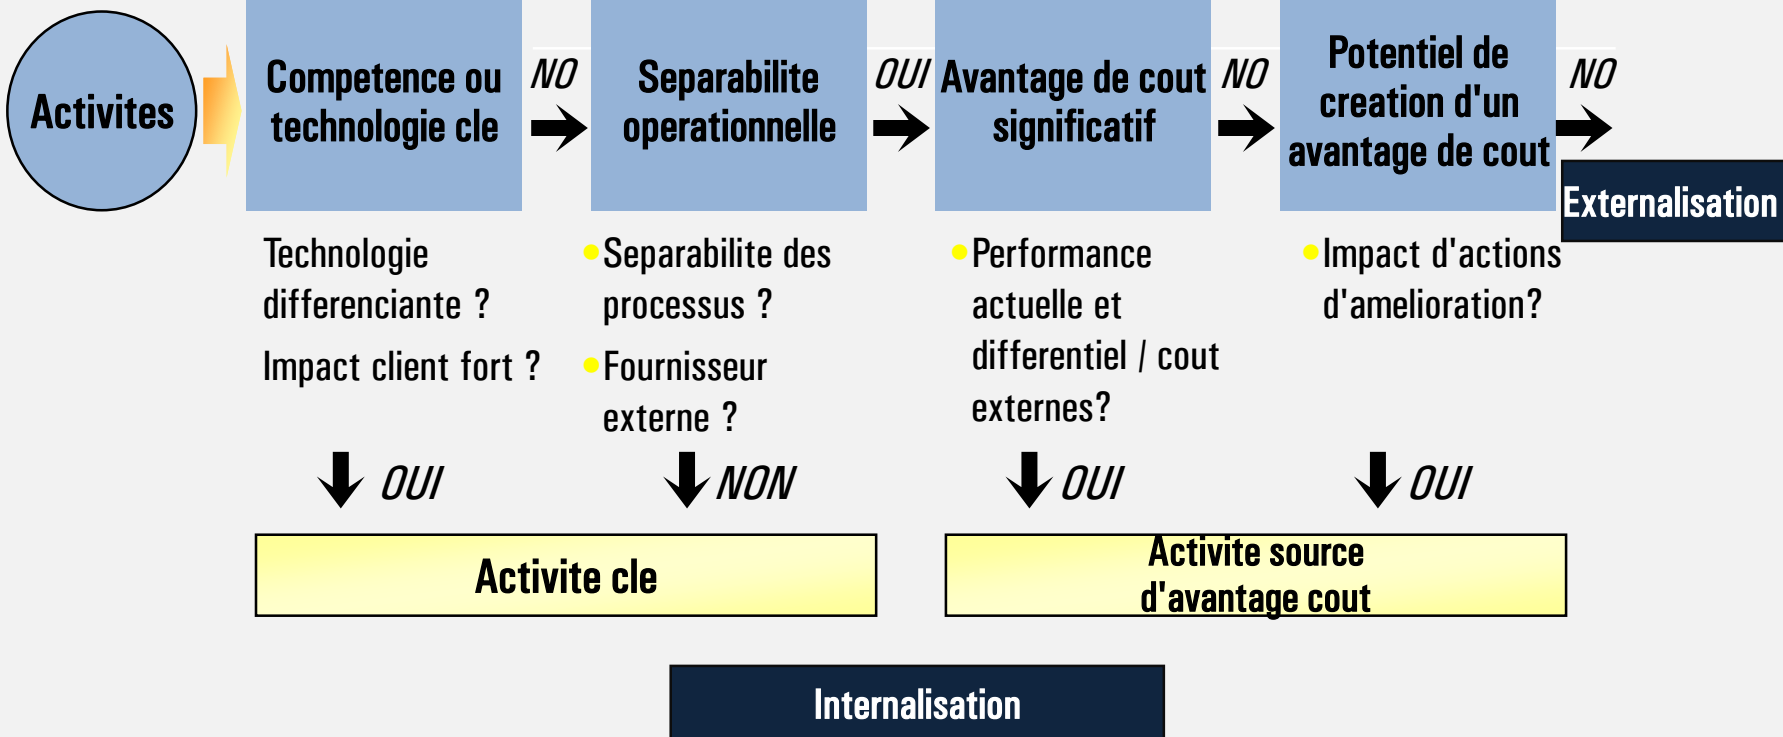 Activites
Competence ou
technologie cle
NO
Separabilite
operationnelle
OUI
Avantage de cout
significatif
NO
Potentiel de
creation d'un
avantage de cout
NO
Externalisation
Technologie
differenciante ?
Impact client fort ?
Separabilite des
processus ?
Fournisseur
externe ?
Performance
actuelle et
differentiel / cout
externes?
Impact d'actions
d'amelioration?
OUI
NON
OUI
OUI
Activite cle
Activite source
d'avantage cout
Internalisation